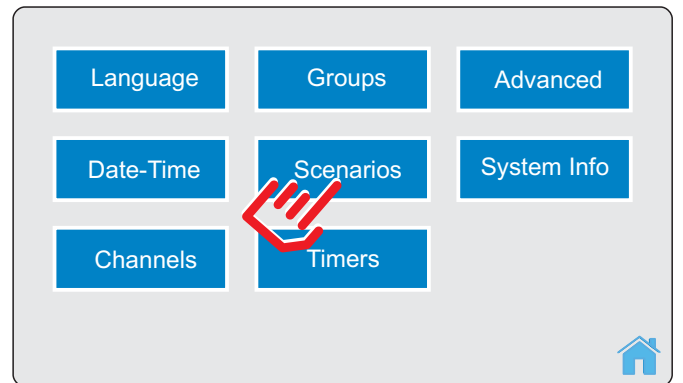 Language
Groups
Advanced
Date-Time
Scenarios
System Info
Channels
Timers